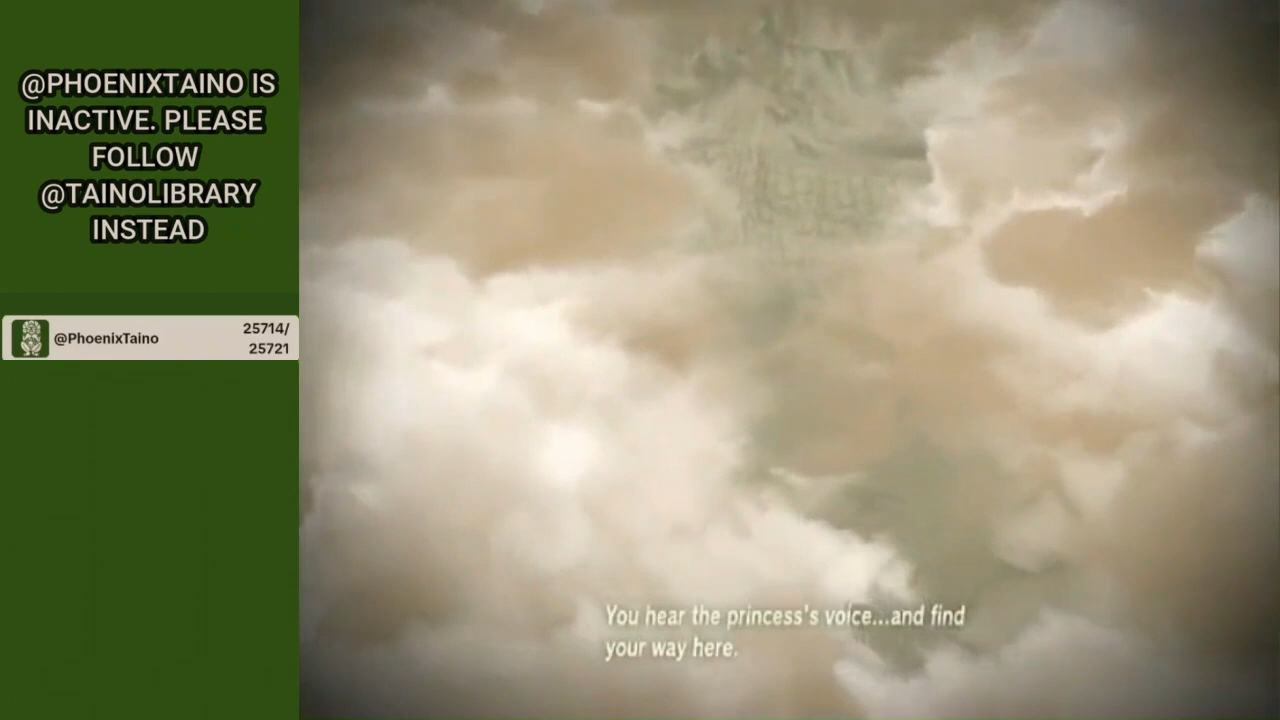 @PHOENIXTAINO IS
INACTIVE. PLEASE
FOLLOW
@TAINOLIBRARY
INSTEAD
@PhoenixTaino
25714/
25721
You hear the princess's voice...and find
your way here.